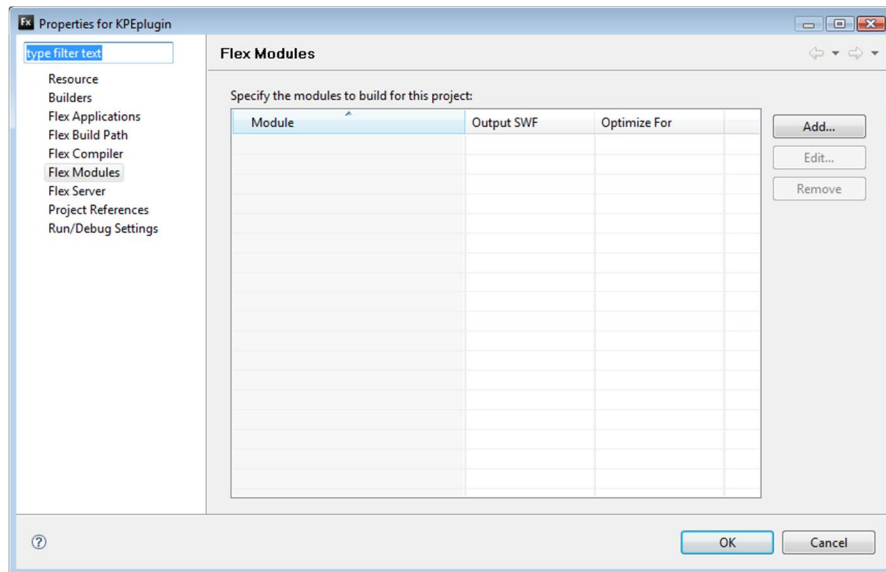 Fx Properties for KPEplugin
type filter text
Resource
Builders
Flex Applications
Flex Build Path
Flex Compiler
Flex Modules
Flex Server
Project References
Run/Debug Settings
Flex Modules
Specify the modules to build for this project:
Module Output SWF Optimize For
Add...
Edit...
Remove
?
OK Cancel